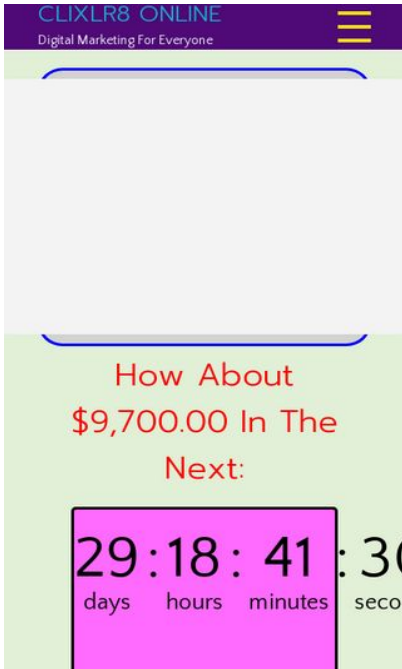 CLIXLR8 ONLINE
Digital Marketing For Everyone
How About
$9,700.00 In The
Next:
29 : 18 : 41 :
days hours minutes